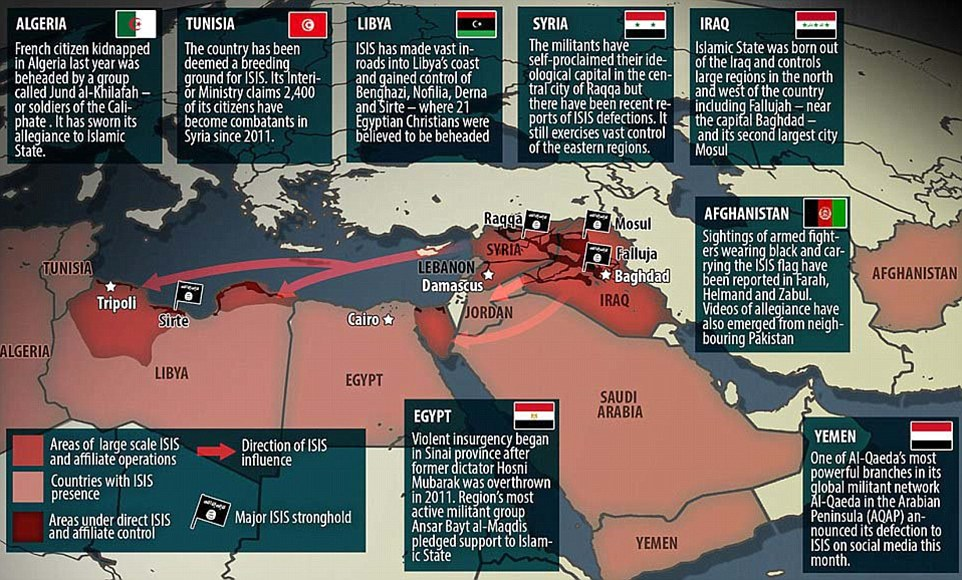 ALGERIA
French citizen kidnapped
in Algeria last year was
beheaded by a group
called Jund al-Khilafah –
or soldiers of the Cali-
phate . It has sworn its
allegiance to Islamic
State.
TUNISIA
The country has been
deemed a breeding
ground for ISIS. Its Interi-
or Ministry claims 2,400
of its citizens have
become combatants in
Syria since 2011.
LIBYA
ISIS has made vast in-
roads into Libya's coast
and gained control of
Benghazi, Nofilia, Derna
and Sirte – where 21
Egyptian Christians were
believed to be beheaded
SYRIA
The militants have
self-proclaimed their ide-
ological capital in the cen-
tral city of Raqqa but
there have been recent re-
ports of ISIS defections. It
still exercises vast control
of the eastern regions.
IRAQ
Islamic State was born out
of the Iraq and controls
large regions in the north
and west of the country
including Fallujah – near
the capital Baghdad –
and its second largest city
Mosul
AFGHANISTAN
Sightings of armed fight-
ers wearing black and car-
rying the ISIS flag have
been reported in Farah,
Helmand and Zabul.
Videos of allegiance have
also emerged from neigh-
bouring Pakistan
Raqqa
Mosul
SYRIA
Falluja
LEBANON
Baghdad
Damascus
TUNISIA
AFGHANISTAN
Tripoli
IRAQ
Sirte
Cairo
JORDAN
ALGERIA
LIBYA
EGYPT
SAUDI
ARABIA
YEMEN
EGYPT
Violent insurgency began
in Sinai province after
former dictator Hosni
Mubarak was overthrown
in 2011. Region's most
active militant group
Ansar Bayt al-Maqdis
pledged support to Islam-
ic State
YEMEN
One of Al-Qaeda's most
powerful branches in its
global militant network
Al-Qaeda in the Arabian
Peninsula (AQAP) an-
nounced its defection to
ISIS on social media this
month.
Areas of large scale ISIS
and affiliate operations
Direction of ISIS
influence
Countries with ISIS
presence
Areas under direct ISIS
and affiliate control
Major ISIS stronghold